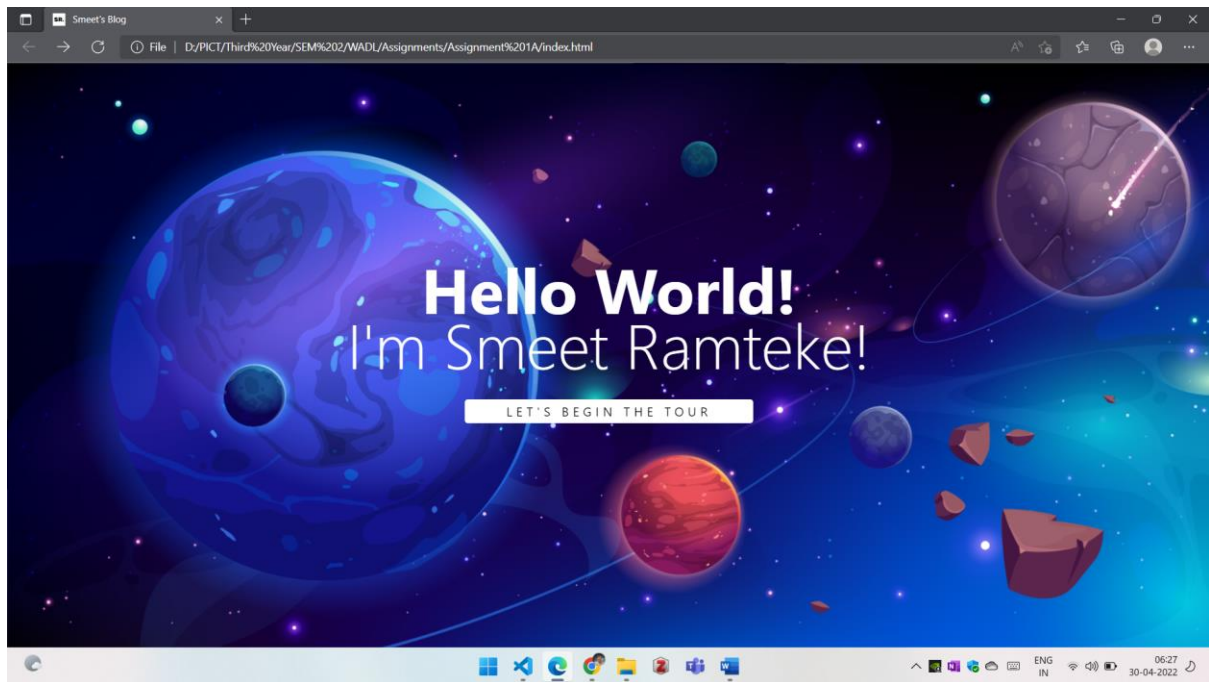 SR. Smeet's Blog
File | D:/PICT/Third%20Year/SEM%202/WADL/Assignments/Assignment%201A/index.html
Hello World!
I'm Smeet Ramteke!
LET'S BEGIN THE TOUR
ENG 06:27
IN 30-04-2022